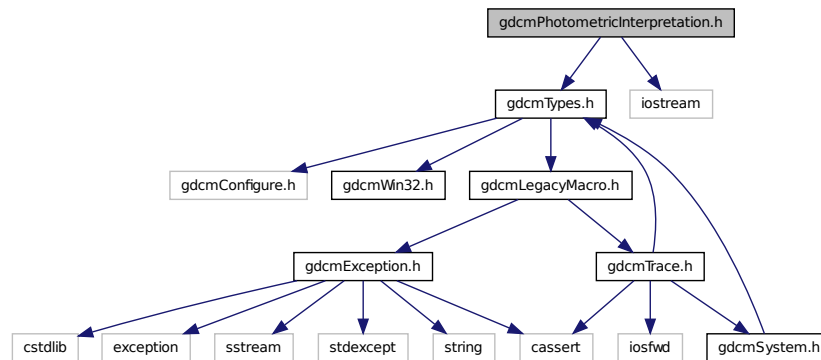 gdcmPhotometricInterpretation.h
gdcmTypes.h
iostream
gdcmConfigure.h
gdcmWin32.h
gdcmLegacyMacro.h
gdcmException.h
gdcmTrace.h
cstdlib
exception
sstream
stdexcept
string
cassert
iosfwd
gdcmSystem.h